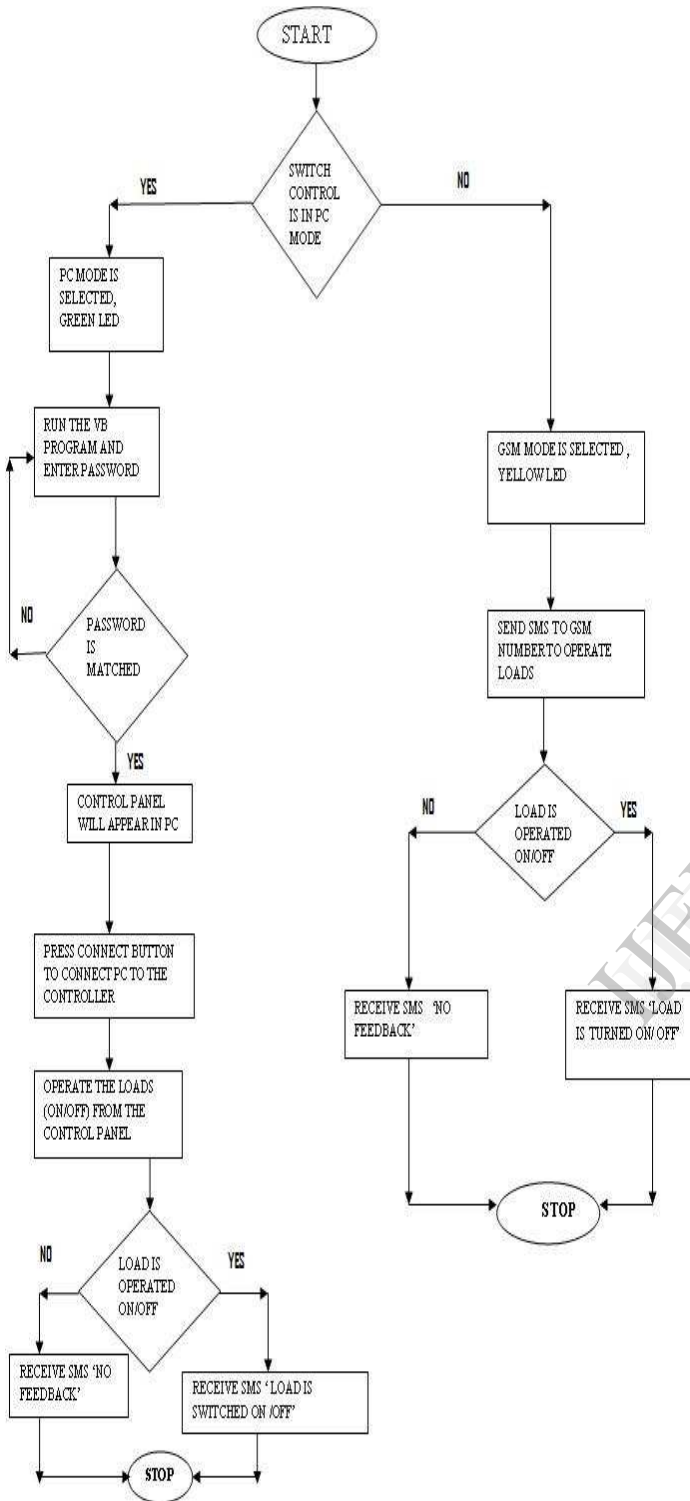 START
SWITCH
CONTROL
IS IN PC
MODE
YES
NO
PC MODE IS
SELECTED,
GREEN LED
RUN THE VB
PROGRAM AND
ENTER PASSWORD
NO
PASSWORD
IS
MATCHED
YES
CONTROL PANEL
WILL APPEAR IN PC
PRESS CONNECT BUTTON
TO CONNECT PC TO THE
CONTROLLER
OPERATE THE LOADS
(ON/OFF) FROM THE
CONTROL PANEL
LOAD IS
OPERATED
ON/OFF
NO
YES
RECEIVE SMS 'NO
FEEDBACK'
RECEIVE SMS ' LOAD IS
SWITCHED ON /OFF'
STOP
GSM MODE IS SELECTED ,
YELLOW LED
SEND SMS TO GSM
NUMBER TO OPERATE
LOADS
LOAD IS
OPERATED
ON/OFF
NO
YES
RECEIVE SMS 'NO
FEEDBACK'
RECEIVE SMS 'LOAD
IS TURNED ON/ OFF'
STOP